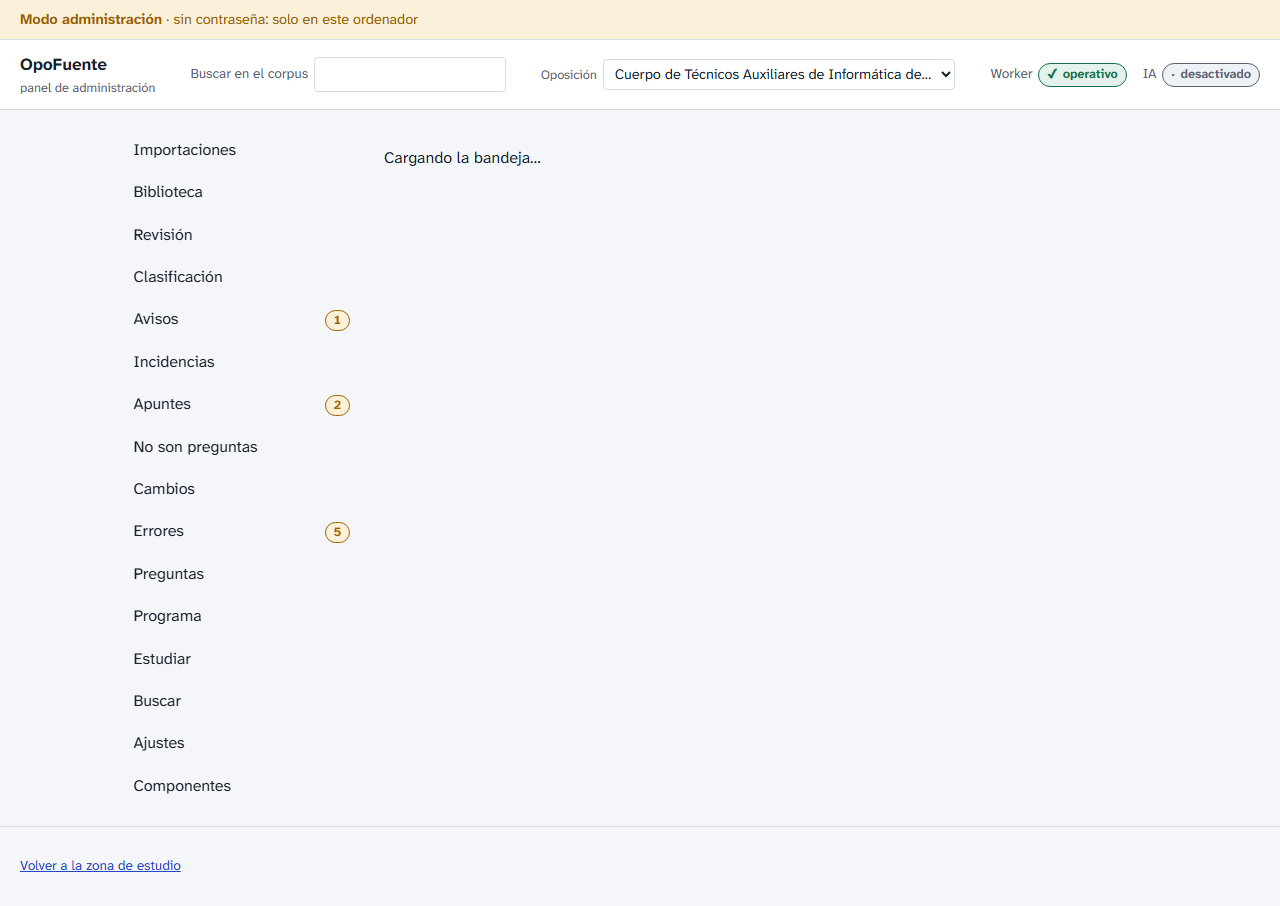 Modo administración · sin contraseña: solo en este ordenador
OpoFuente
panel de administración
Buscar en el corpus
Oposición
Cuerpo de Técnicos Auxiliares de Informática de...
Worker ✓ operativo
IA · desactivado
Importaciones
Cargando la bandeja...
Biblioteca
Revisión
Clasificación
Avisos 1
Incidencias
Apuntes 2
No son preguntas
Cambios
Errores 5
Preguntas
Programa
Estudiar
Buscar
Ajustes
Componentes
Volver a la zona de estudio